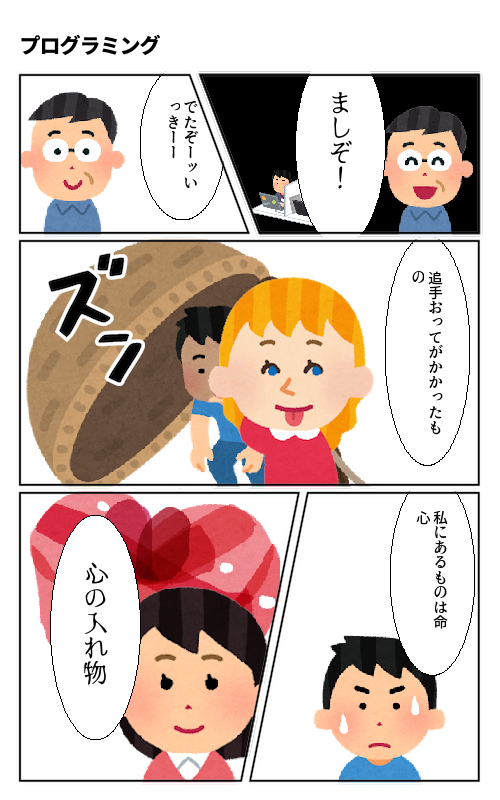 プログラミング
ましぞ！
でたぞーッい
っきーー
ズン
追手おってがかかったも
の
私にあるものは命
心
心の入れ物